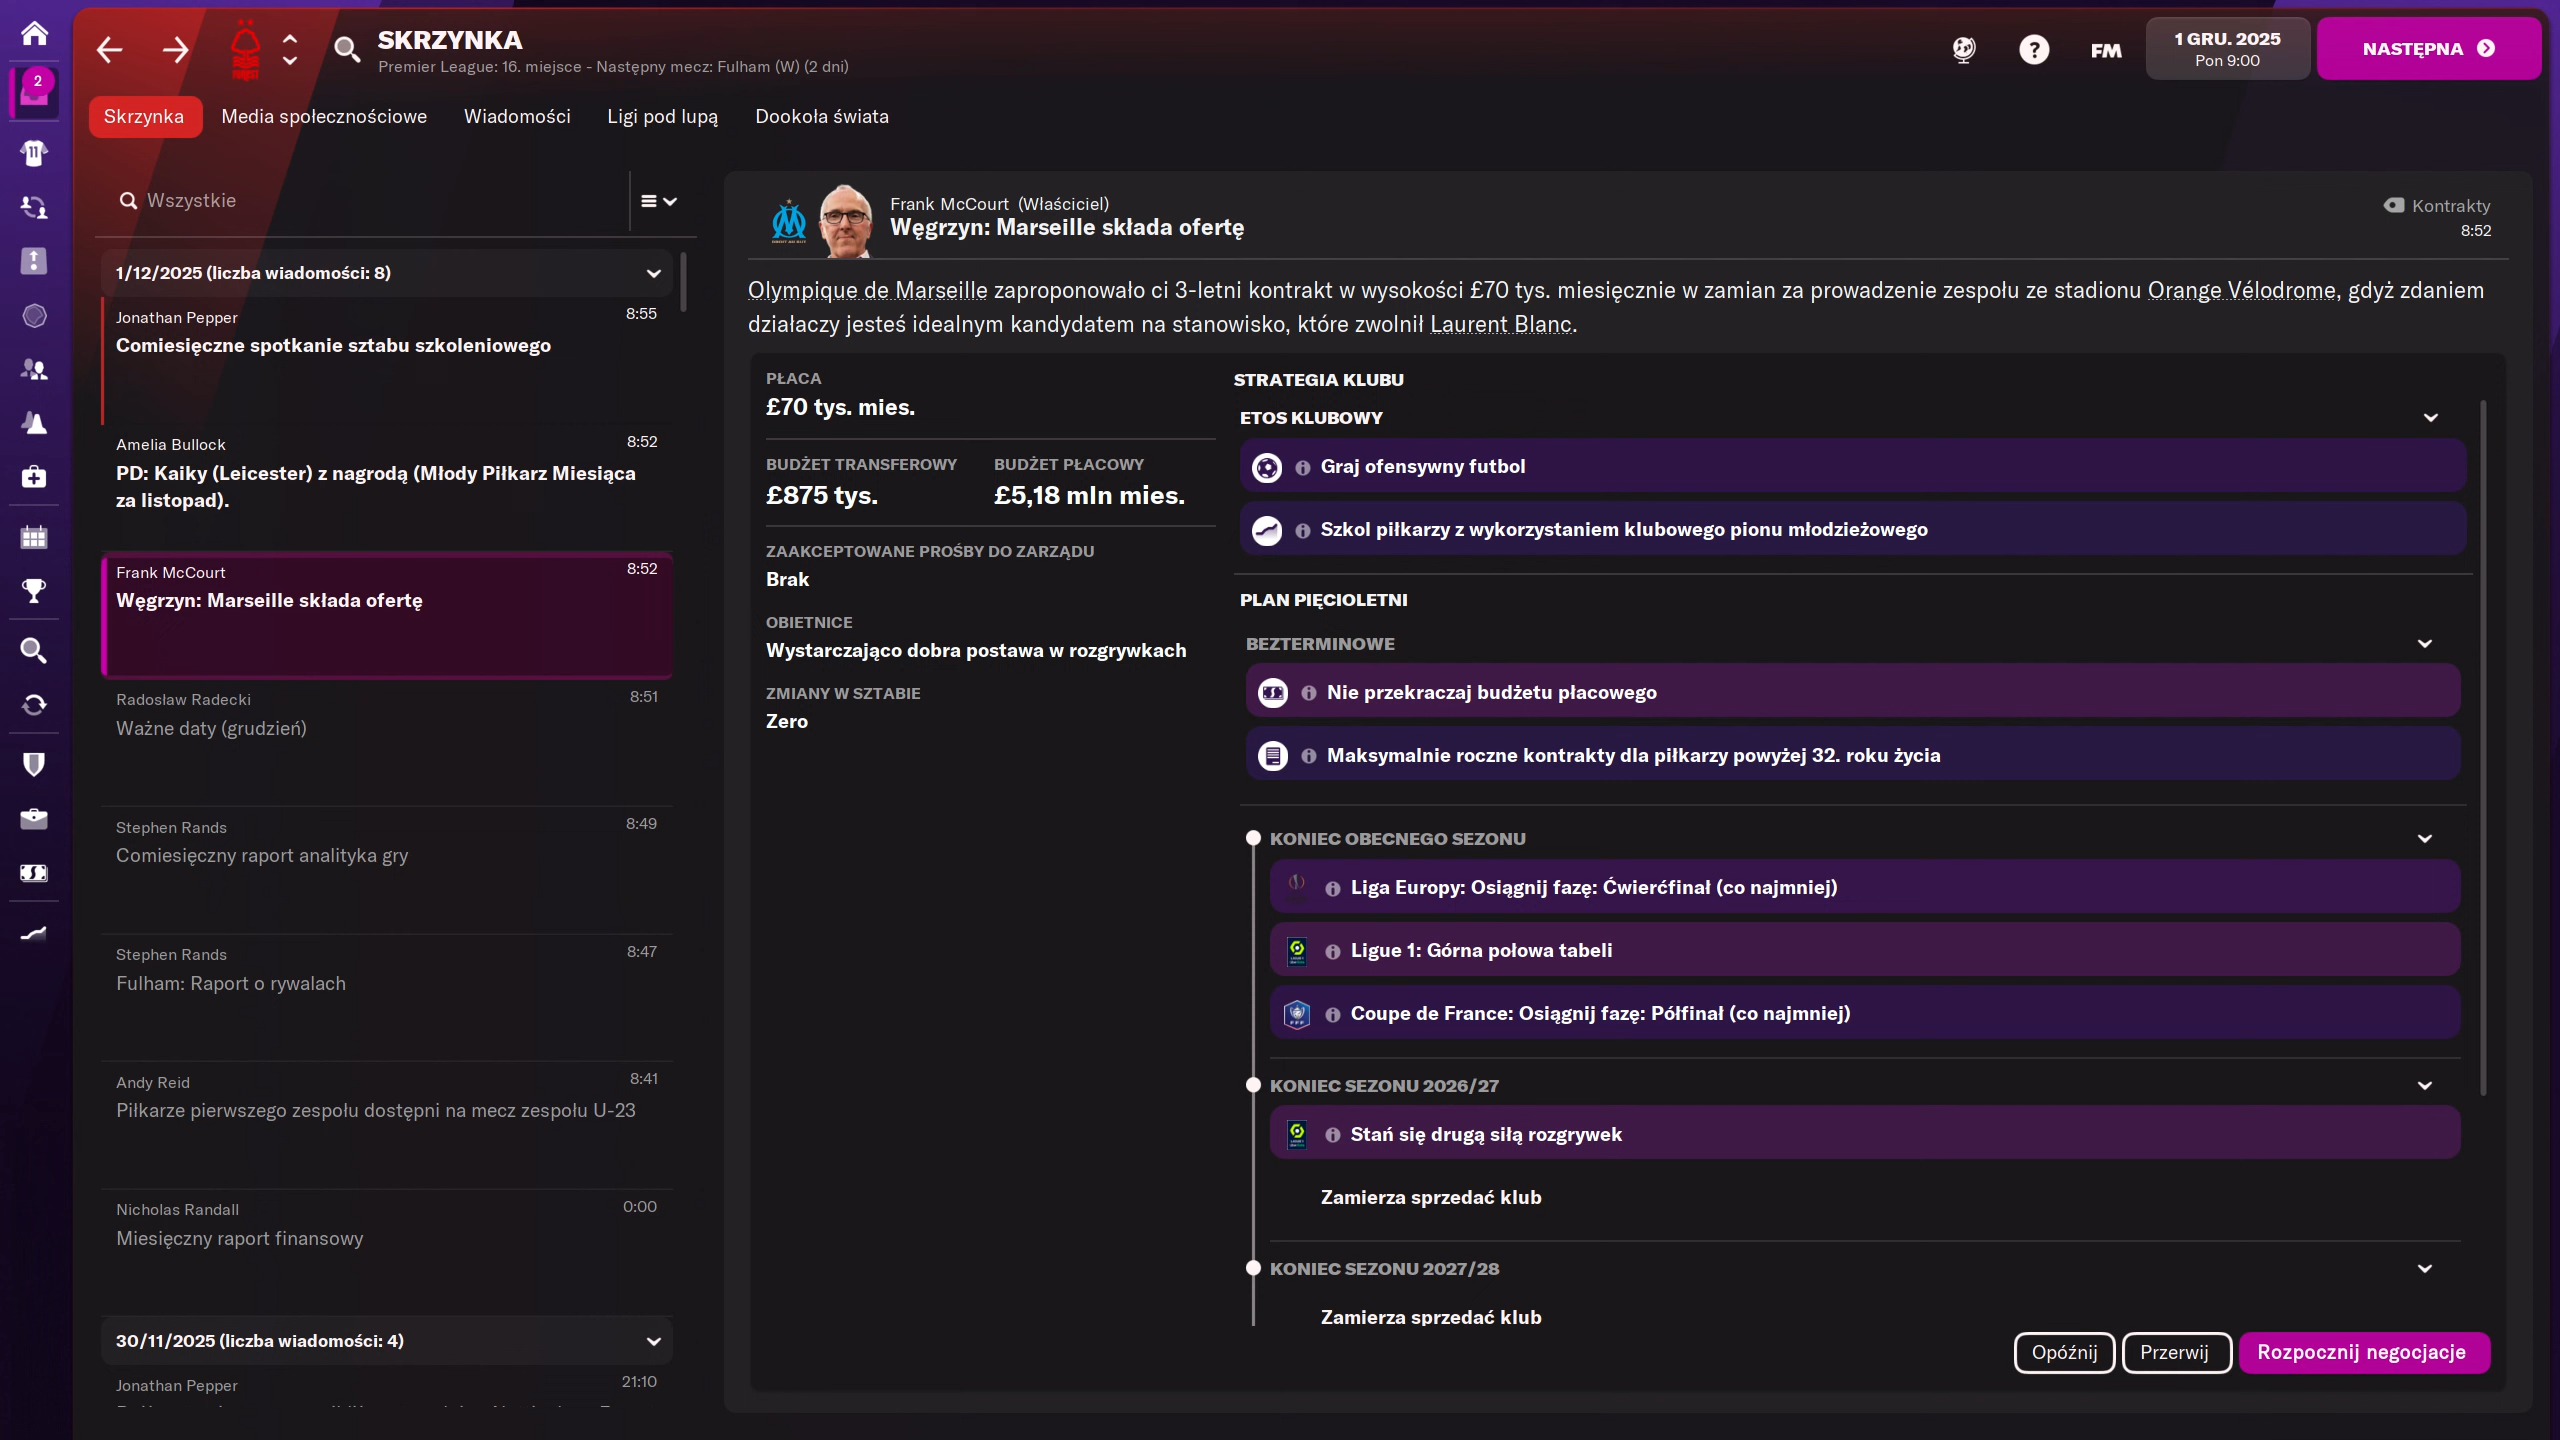 2
SKRZYNKA
Premier League: 16. miejsce - Następny mecz: Fulham (W) (2 dni)
FM
1 GRU. 2025
Pon 9:00
NASTĘPNA
Skrzynka
Media społecznościowe
Wiadomości
Ligi pod lupą
Dookoła świata
11
Wszystkie
1/12/2025 (liczba wiadomości: 8)
Jonathan Pepper
8:55
Comiesięczne spotkanie sztabu szkoleniowego
Amelia Bullock
8:52
PD: Kaiky (Leicester) z nagrodą (Młody Piłkarz Miesiąca
za listopad).
Frank McCourt
8:52
Węgrzyn: Marseille składa ofertę
Radosław Radecki
8:51
Ważne daty (grudzień)
Stephen Rands
8:49
Comiesięczny raport analityka gry
Stephen Rands
8:47
Fulham: Raport o rywalach
Andy Reid
8:41
Piłkarze pierwszego zespołu dostępni na mecz zespołu U-23
Nicholas Randall
0:00
Miesięczny raport finansowy
30/11/2025 (liczba wiadomości: 4)
Jonathan Pepper
21:10
Frank McCourt (Właściciel)
Węgrzyn: Marseille składa ofertę
Kontrakty
8:52
Olympique de Marseille zaproponowało ci 3-letni kontrakt w wysokości £70 tys. miesięcznie w zamian za prowadzenie zespołu ze stadionu Orange Vélodrome, gdyż zdaniem
działaczy jesteś idealnym kandydatem na stanowisko, które zwolnił Laurent Blanc.
PŁACA
£70 tys. mies.
BUDŻET TRANSFEROWY
£875 tys.
BUDŻET PŁACOWY
£5,18 mln mies.
ZAAKCEPTOWANE PROŚBY DO ZARZĄDU
Brak
OBIETNICE
Wystarczająco dobra postawa w rozgrywkach
ZMIANY W SZTABIE
Zero
STRATEGIA KLUBU
ETOS KLUBOWY
Graj ofensywny futbol
Szkol piłkarzy z wykorzystaniem klubowego pionu młodzieżowego
PLAN PIĘCIOLETNI
BEZTERMINOWE
Nie przekraczaj budżetu płacowego
Maksymalnie roczne kontrakty dla piłkarzy powyżej 32. roku życia
KONIEC OBECNEGO SEZONU
Liga Europy: Osiągnij fazę: Ćwierćfinał (co najmniej)
Ligue 1: Górna połowa tabeli
Coupe de France: Osiągnij fazę: Półfinał (co najmniej)
KONIEC SEZONU 2026/27
Stań się drugą siłą rozgrywek
Zamierza sprzedać klub
KONIEC SEZONU 2027/28
Zamierza sprzedać klub
Opóźnij
Przerwij
Rozpocznij negocjacje